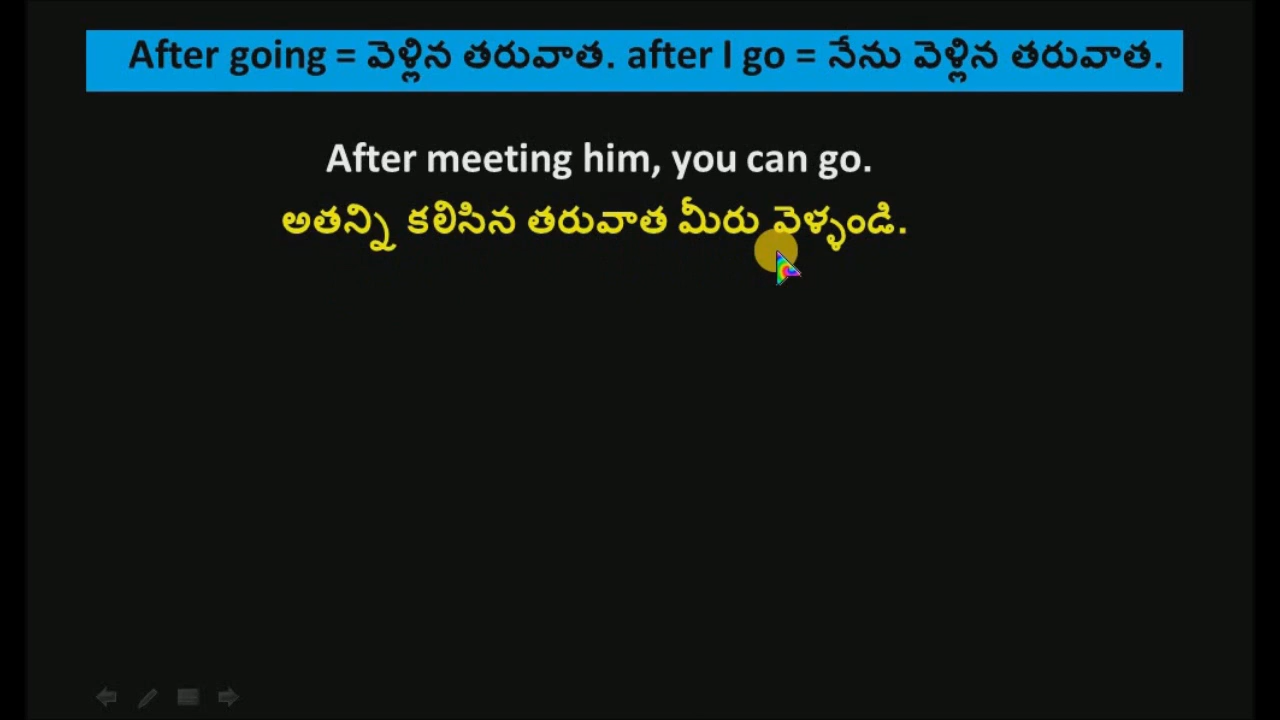 After going = వెళ్లిన తరువాత. after I go = నేను వెళ్లిన తరువాత.
After meeting him, you can go.
అతన్ని కలిసిన తరువాత మీరు వెళ్ళండి.